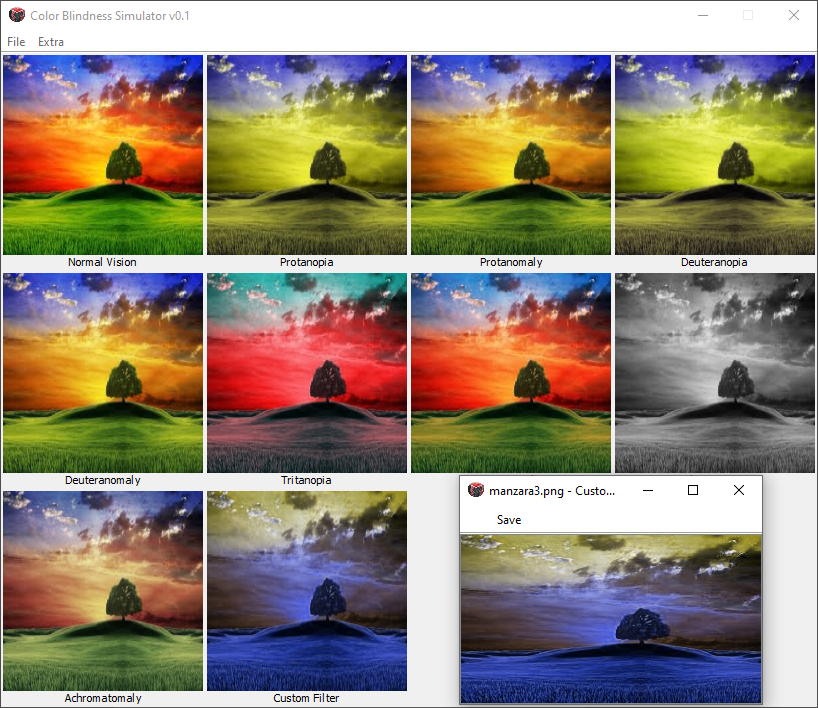 Color Blindness Simulator v0.1
File Extra
Normal Vision
Protanopia
Protanomaly
Deuteranopia
Deuteranomaly
Tritanopia
manzara3.png - Custo...
Save
Achromatomaly
Custom Filter